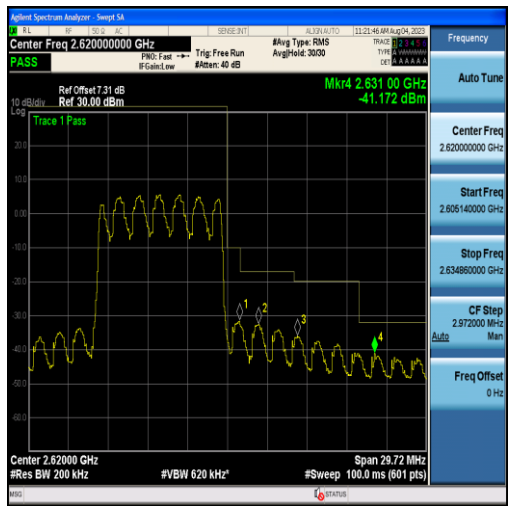 Agilent Spectrum Analyzer - Swept SA
RL RF 50 Ω AC SENSE:INT ALIGN AUTO 11:21:46 AM Aug 04, 2023
Center Freq 2.620000000 GHz
PASS
PNO: Fast
IFGain:Low
Trig: Free Run
#Atten: 40 dB
#Avg Type: RMS
Avg|Hold: 30/30
TRACE 1 2 3 4 5 6
TYPE A WWWWW
DET A A A A A A
Ref Offset 7.31 dB
Ref 30.00 dBm
10 dB/div
Log
Mkr4 2.631 00 GHz
-41.172 dBm
Trace 1 Pass
20.0
10.0
0.00
-10.0
-20.0
-30.0
-40.0
-50.0
-60.0
1
2
3
4
Center 2.62000 GHz
Span 29.72 MHz
#Res BW 200 kHz
#VBW 620 kHz*
#Sweep 100.0 ms (601 pts)
MSG
STATUS
Frequency
Auto Tune
Center Freq
2.620000000 GHz
Start Freq
2.605140000 GHz
Stop Freq
2.634860000 GHz
CF Step
2.972000 MHz
Auto Man
Freq Offset
0 Hz